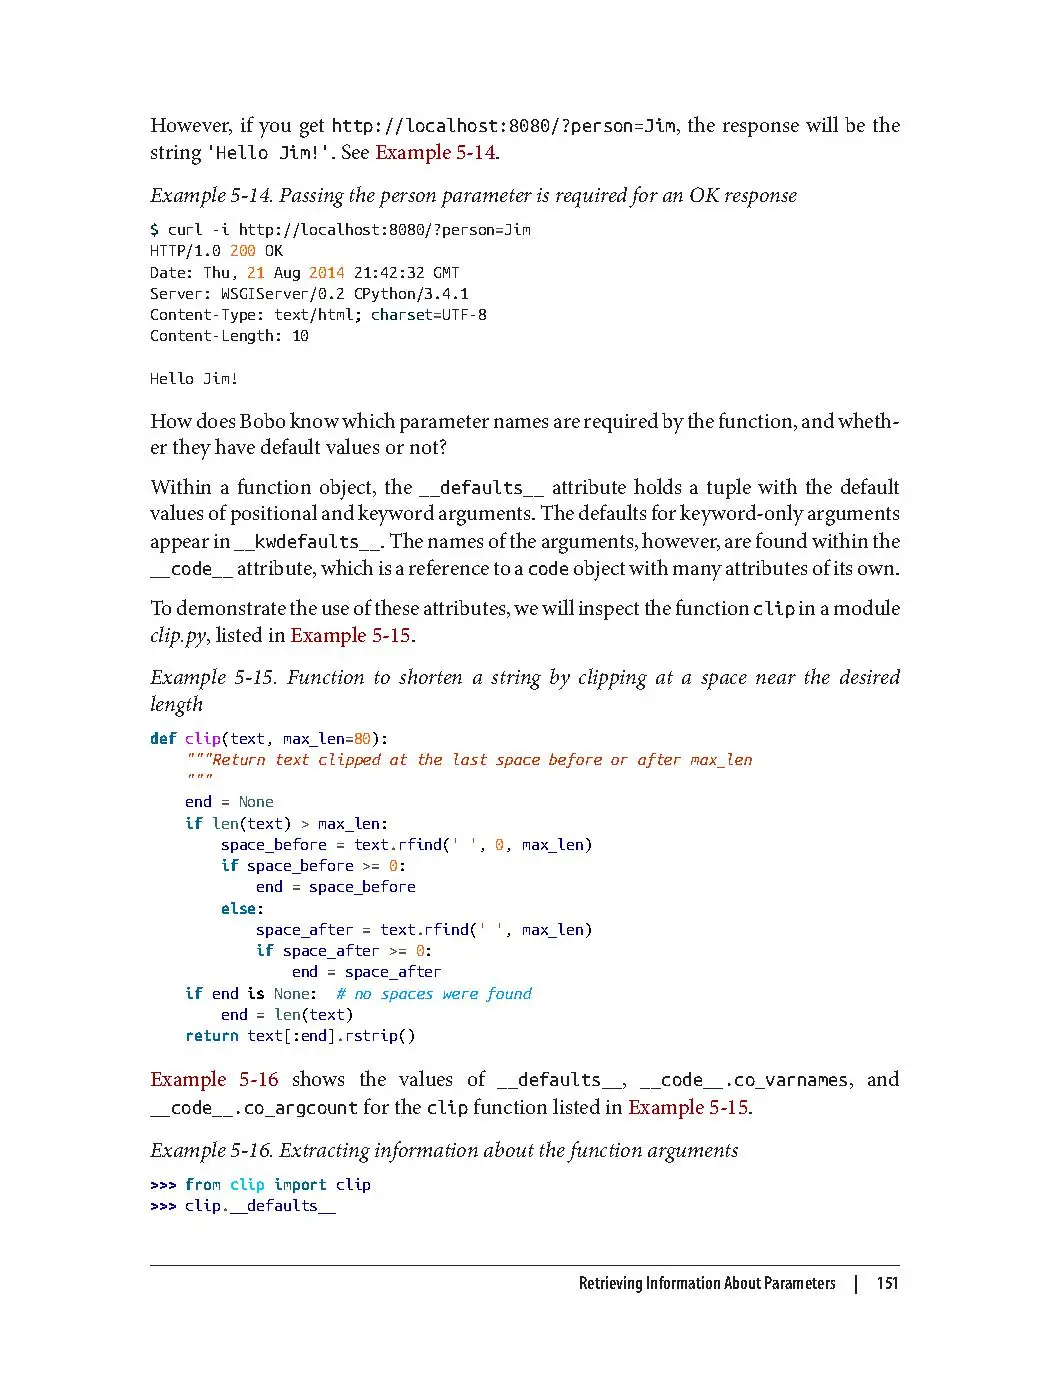 However, if you get http://localhost:8080/?person=Jim, the response will be the
string 'Hello Jim!'. See Example 5-14.
Example 5-14. Passing the person parameter is required for an OK response
$ curl -i http://localhost:8080/?person=Jim
HTTP/1.0 200 OK
Date: Thu, 21 Aug 2014 21:42:32 GMT
Server: WSGIServer/0.2 CPython/3.4.1
Content-Type: text/html; charset=UTF-8
Content-Length: 10

Hello Jim!
How does Bobo know which parameter names are required by the function, and wheth-
er they have default values or not?
Within a function object, the __defaults__ attribute holds a tuple with the default
values of positional and keyword arguments. The defaults for keyword-only arguments
appear in __kwdefaults__. The names of the arguments, however, are found within the
__code__ attribute, which is a reference to a code object with many attributes of its own.
To demonstrate the use of these attributes, we will inspect the function clip in a module
clip.py, listed in Example 5-15.
Example 5-15. Function to shorten a string by clipping at a space near the desired
length
def clip(text, max_len=80):
    """Return text clipped at the last space before or after max_len
    """
    end = None
    if len(text) > max_len:
        space_before = text.rfind(' ', 0, max_len)
        if space_before >= 0:
            end = space_before
        else:
            space_after = text.rfind(' ', max_len)
            if space_after >= 0:
                end = space_after
    if end is None:  # no spaces were found
        end = len(text)
    return text[:end].rstrip()
Example 5-16 shows the values of __defaults__, __code__.co_varnames, and
__code__.co_argcount for the clip function listed in Example 5-15.
Example 5-16. Extracting information about the function arguments
>>> from clip import clip
>>> clip.__defaults__
Retrieving Information About Parameters | 151